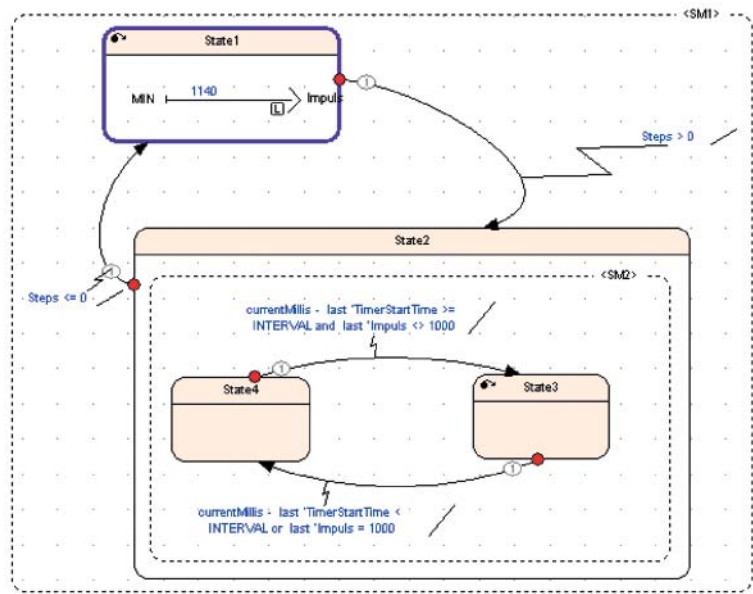 <SM1>
State1
1140
MIN Impuls
L
1
Steps > 0
State2
1
Steps <= 0
<SM2>
currentMillis - last 'TimerStartTime >=
INTERVAL and last 'Impuls <> 1000
1
State4
State3
1
currentMillis - last 'TimerStartTime <
INTERVAL or last 'Impuls = 1000